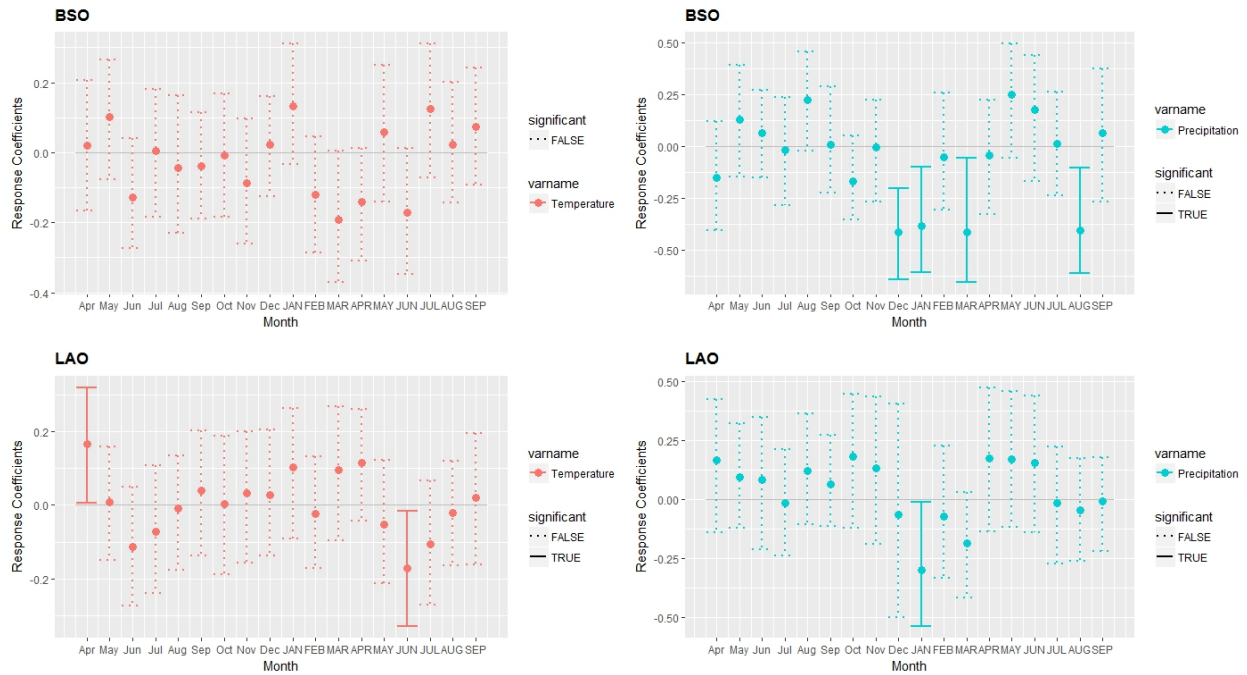 BSO
Response Coefficients
0.2
0.0
-0.2
-0.4
Apr May Jun Jul Aug Sep Oct Nov Dec JAN FEB MAR APR MAY JUN JUL AUG SEP
Month
significant
FALSE
varname
Temperature
BSO
Response Coefficients
0.50
0.25
0.00
-0.25
-0.50
Apr May Jun Jul Aug Sep Oct Nov Dec JAN FEB MAR APR MAY JUN JUL AUG SEP
Month
varname
Precipitation
significant
FALSE
TRUE
LAO
Response Coefficients
0.2
0.0
-0.2
Apr May Jun Jul Aug Sep Oct Nov Dec JAN FEB MAR APR MAY JUN JUL AUG SEP
Month
varname
Temperature
significant
FALSE
TRUE
LAO
Response Coefficients
0.50
0.25
0.00
-0.25
-0.50
Apr May Jun Jul Aug Sep Oct Nov Dec JAN FEB MAR APR MAY JUN JUL AUG SEP
Month
varname
Precipitation
significant
FALSE
TRUE